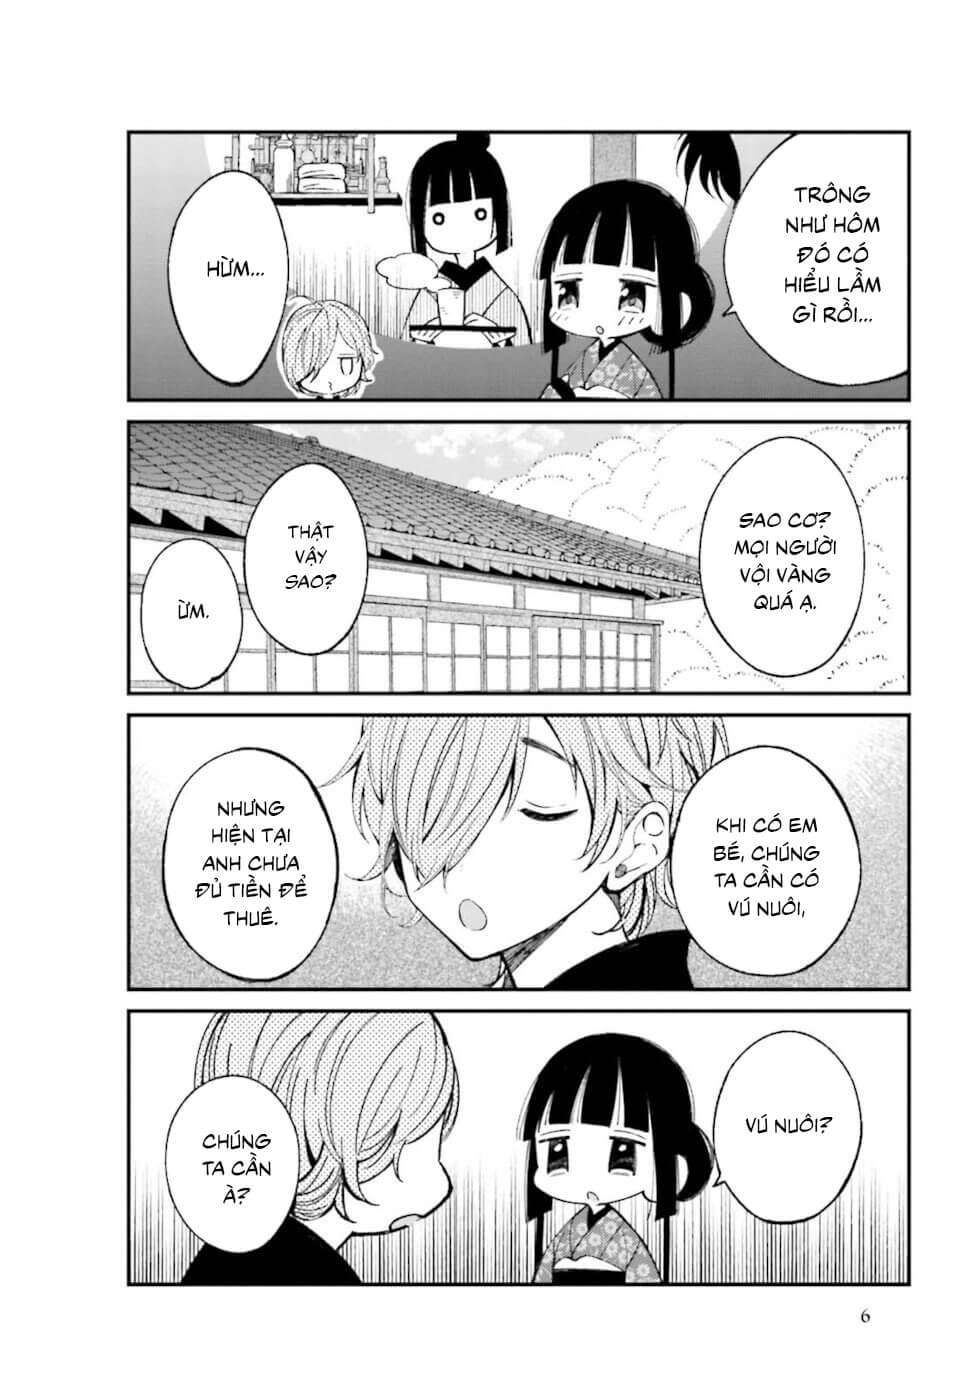 TRÔNG
NHƯ HÔM
ĐÓ CÓ
HIỂU LẦM
GÌ RỒI...
HỪM...
SAO CƠ?
MỌI NGƯỜI
VỘI VÀNG
QUÁ Ạ.
THẬT
VẬY
SAO?
ỪM.
KHI CÓ EM
BÉ, CHÚNG
TA CẦN CÓ
VÚ NUÔI,
NHƯNG
HIỆN TẠI
ANH CHƯA
ĐỦ TIỀN ĐỂ
THUÊ.
VÚ NUÔI?
CHÚNG
TA CẦN
À?
6